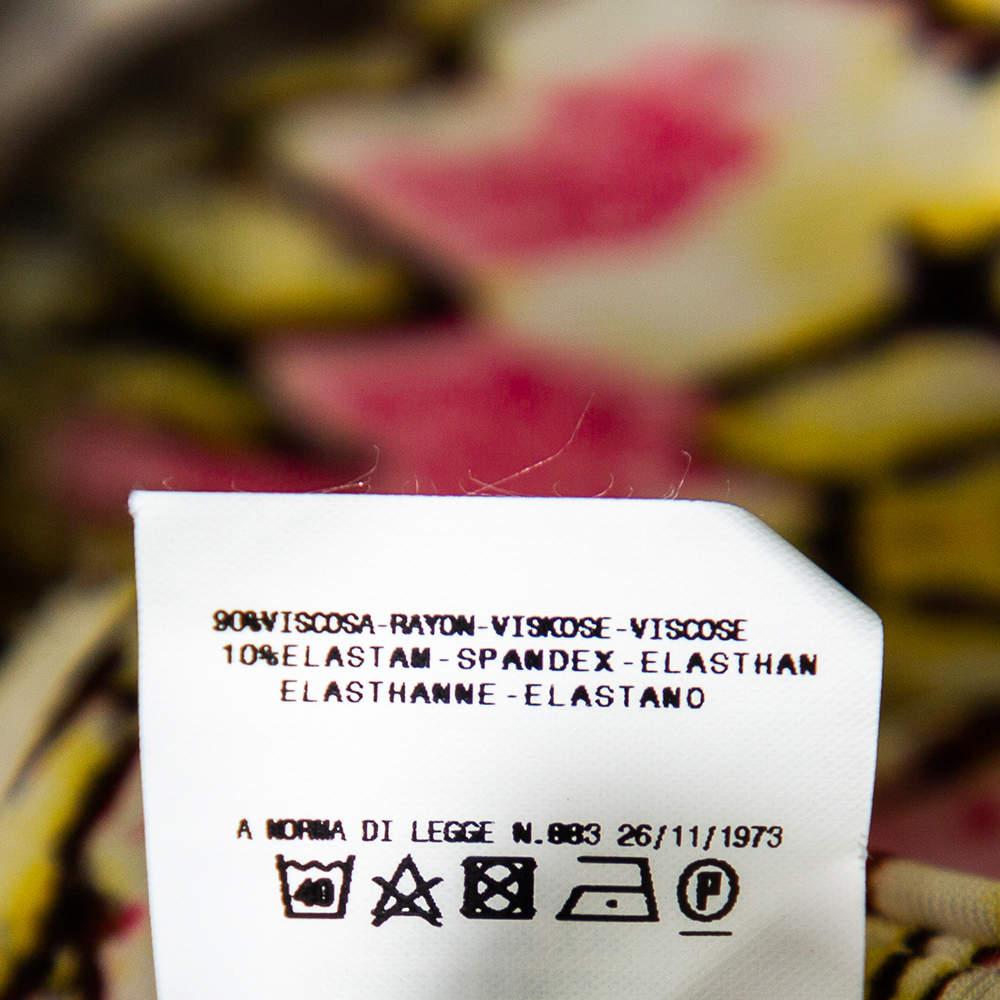 90%VISCOSA-RAYON-VISKOSE-VISCOSE
10%ELASTAM-SPANDEX-ELASTHAN
ELASTHANNE-ELASTANO
A NORMA DI LEGGE N.883 26/11/1973
40 P